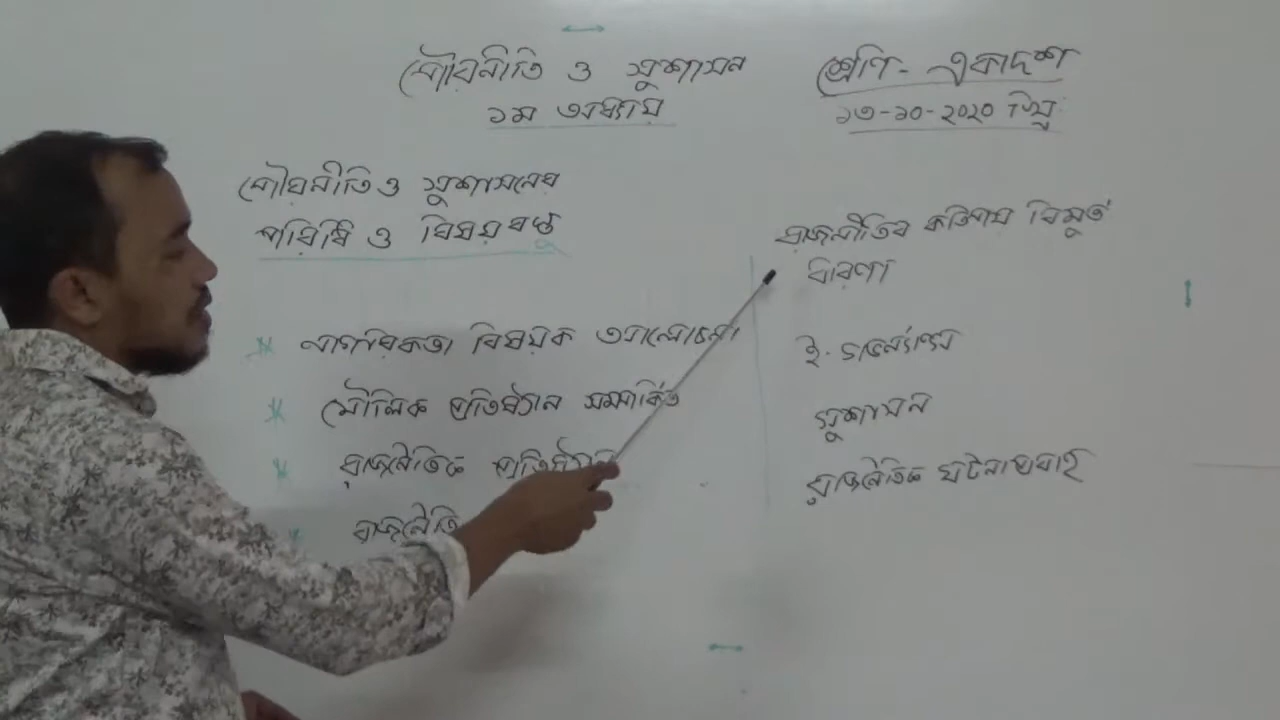 পৌরনীতি ও সুশাসন
১ম অধ্যায়
শ্রেণি - একাদশ
১৩-১০-২০২০ খ্রিঃ
পৌরনীতি ও সুশাসনের
পরিধি ও বিষয়বস্তু
* নাগরিকতা বিষয়ক আলোচনা
* মৌলিক প্রতিষ্ঠান সম্পর্কিত
* রাজনৈতিক প্রতিষ্ঠান
* রাজনৈতি
রাজনীতির কতিপয় বিমূর্ত
ধারণা
ই-গভর্ন্যান্স
সুশাসন
রাজনৈতিক ঘটনাপ্রবাহ